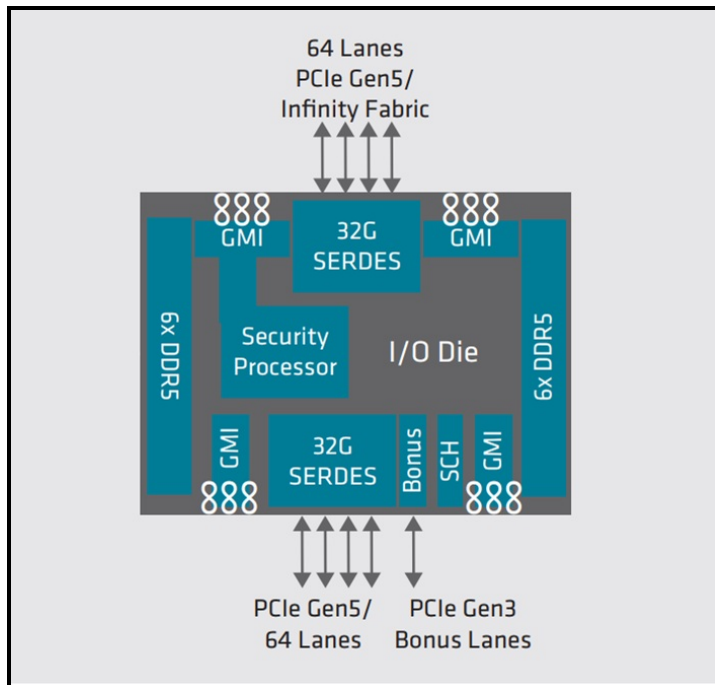 64 Lanes
PCIe Gen5/
Infinity Fabric
GMI
32G
SERDES
GMI
6x DDR5
Security
Processor
I/O Die
6x DDR5
GMI
32G
SERDES
Bonus
SCH
GMI
PCIe Gen5/
64 Lanes
PCIe Gen3
Bonus Lanes